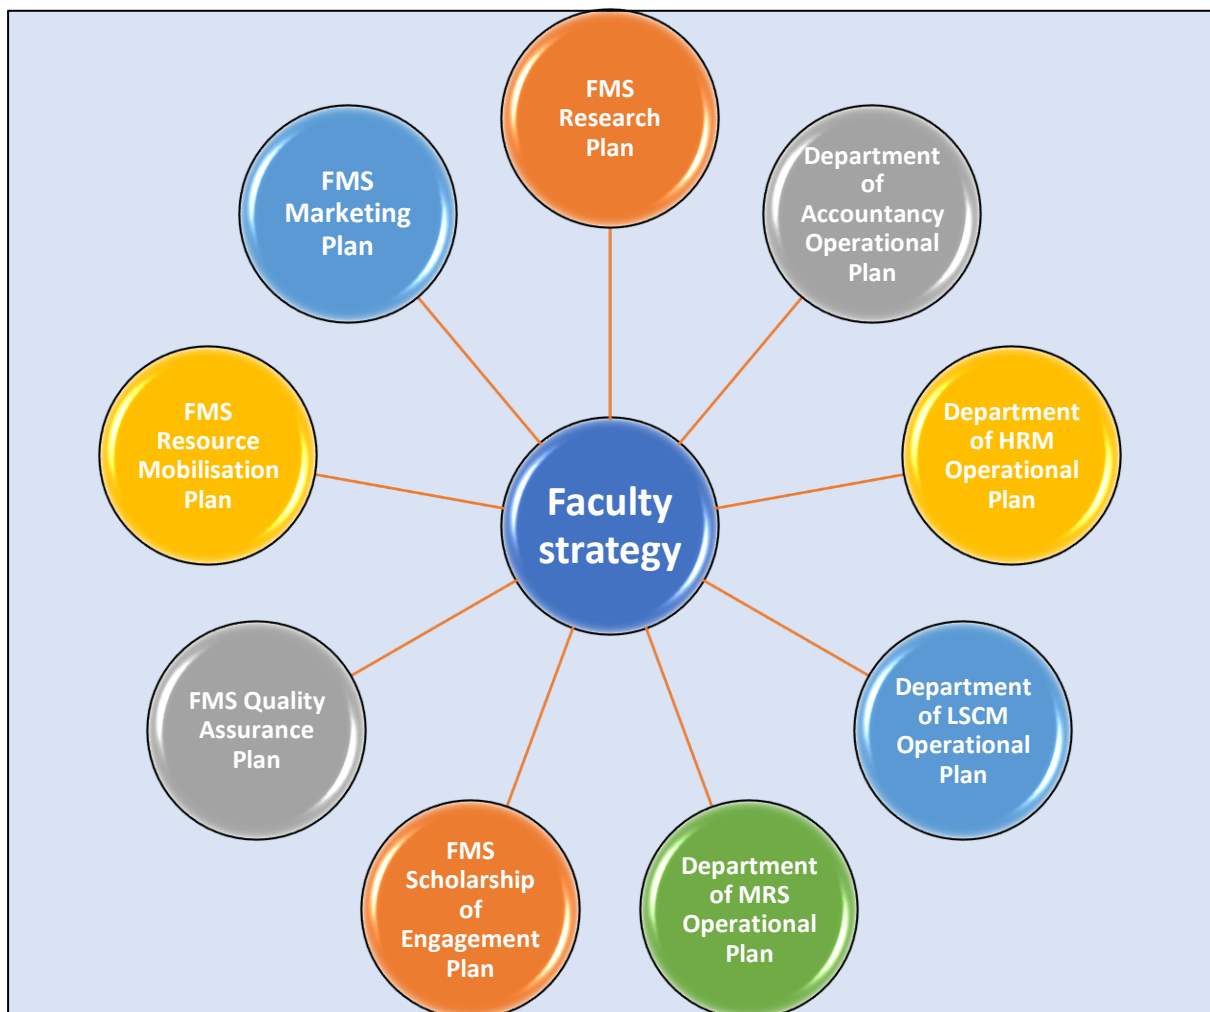 FMS
Research
Plan
Department
of
Accountancy
Operational
Plan
Department
of HRM
Operational
Plan
Department
of LSCM
Operational
Plan
Department
of MRS
Operational
Plan
FMS
Scholarship
of
Engagement
Plan
FMS Quality
Assurance
Plan
FMS
Resource
Mobilisation
Plan
FMS
Marketing
Plan
Faculty
strategy